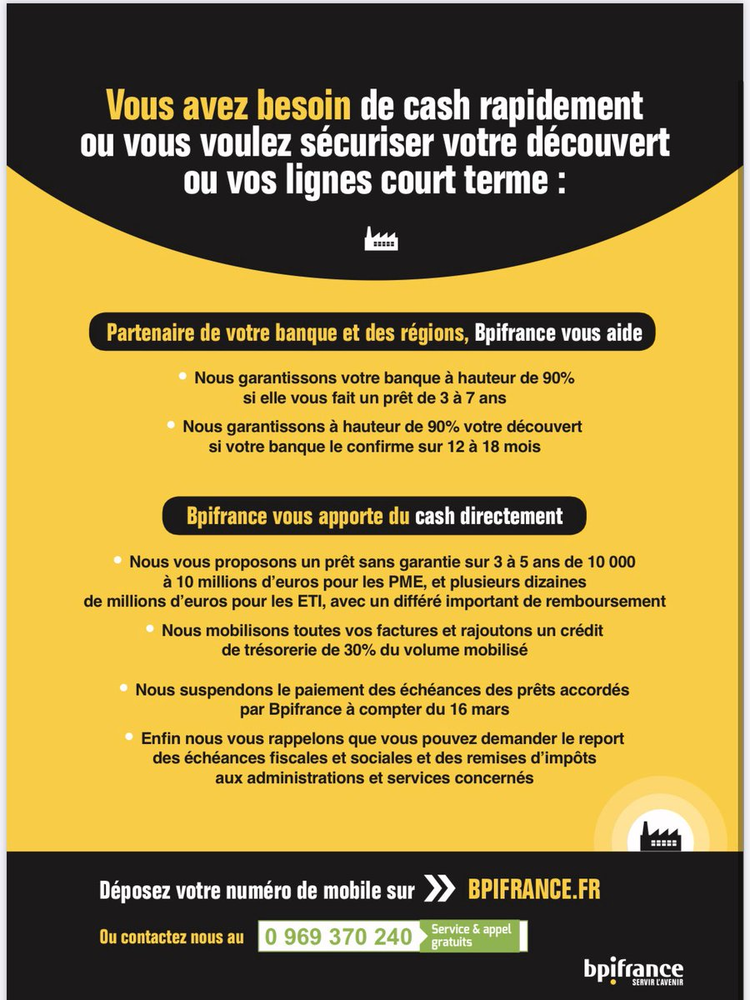 Vous avez besoin de cash rapidement
ou vous voulez sécuriser votre découvert
ou vos lignes court terme :
Partenaire de votre banque et des régions, Bpifrance vous aide
• Nous garantissons votre banque à hauteur de 90%
si elle vous fait un prêt de 3 à 7 ans
• Nous garantissons à hauteur de 90% votre découvert
si votre banque le confirme sur 12 à 18 mois
Bpifrance vous apporte du cash directement
• Nous vous proposons un prêt sans garantie sur 3 à 5 ans de 10 000
à 10 millions d’euros pour les PME, et plusieurs dizaines
de millions d’euros pour les ETI, avec un différé important de remboursement
• Nous mobilisons toutes vos factures et rajoutons un crédit
de trésorerie de 30% du volume mobilisé
• Nous suspendons le paiement des échéances des prêts accordés
par Bpifrance à compter du 16 mars
• Enfin nous vous rappelons que vous pouvez demander le report
des échéances fiscales et sociales et des remises d’impôts
aux administrations et services concernés
Déposez votre numéro de mobile sur BPIFRANCE.FR
Ou contactez nous au 0 969 370 240 Service & appel
gratuits
bpifrance
SERVIR L’AVENIR